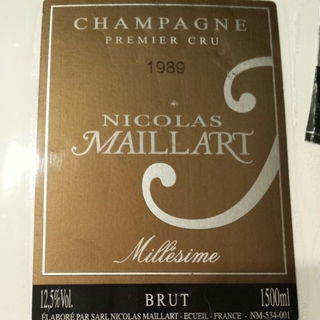 CHAMPAGNE
PREMIER CRU
1989
NICOLAS
MAILLART
Millésime
12,5%Vol. BRUT 1500ml
ÉLABORÉ PAR SARL NICOLAS MAILLART - ECUEIL - FRANCE - NM-534-001